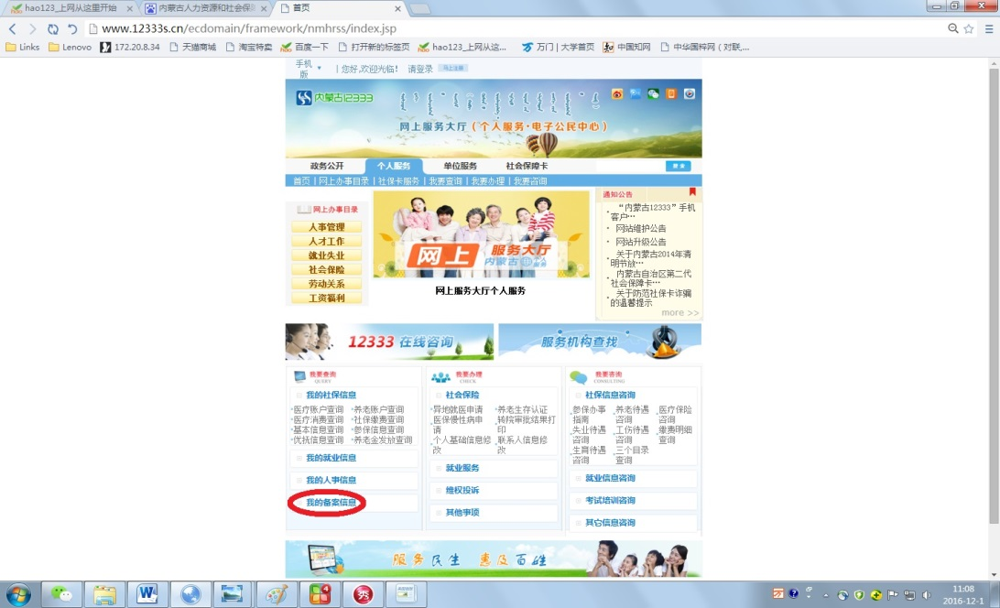 hao123_上网从这里开始
内蒙古人力资源和社会保
首页
www.12333s.cn/ecdomain/framework/nmhrss/index.jsp
Links Lenovo 172.20.8.34 天猫商城 淘宝特卖 百度一下 打开新的标签页 hao123_上网从这... 万门 | 大学首页 中国知网 中华国粹网（对联,...
手机版 | 您好,欢迎光临! 请登录 马上注册
内蒙古12333
网上服务大厅（个人服务·电子公民中心）
政务公开 个人服务 单位服务 社会保障卡 搜索
首页 | 网上办事目录 | 社保卡服务 | 我要查询 | 我要办理 | 我要咨询
网上办事目录
人事管理
人才工作
就业失业
社会保险
劳动关系
工资福利
网上 服务大厅
内蒙古
网上服务大厅个人服务
通知公告
“内蒙古12333”手机
客户…
网站维护公告
网站升级公告
关于内蒙古2014年清
明节放…
内蒙古自治区第二代
社会保障卡…
关于防范社保卡诈骗
的温馨提示
more >>
12333 在线咨询
服务机构查找
我要查询
QUERY
我的社保信息
医疗账户查询 养老账户查询
医疗消费查询 社保缴费查询
基本信息查询 参保信息查询
优抚信息查询 养老金发放查询
我的就业信息
我的人事信息
我的备案信息
我要办理
CHECK
社会保险
异地就医申请 养老生存认证
医保慢性病申请 转院审批结果打印
个人基础信息修改 联系人信息修改
就业服务
维权投诉
其他事项
我要咨询
CONSULTING
社保信息咨询
参保办事指南 养老待遇咨询 医疗保险咨询
失业待遇咨询 工伤待遇咨询 缴费明细查询
生育待遇咨询 三个目录查询
就业信息咨询
考试培训咨询
其它信息咨询
服务民生 惠及百姓
11:08
2016-12-1